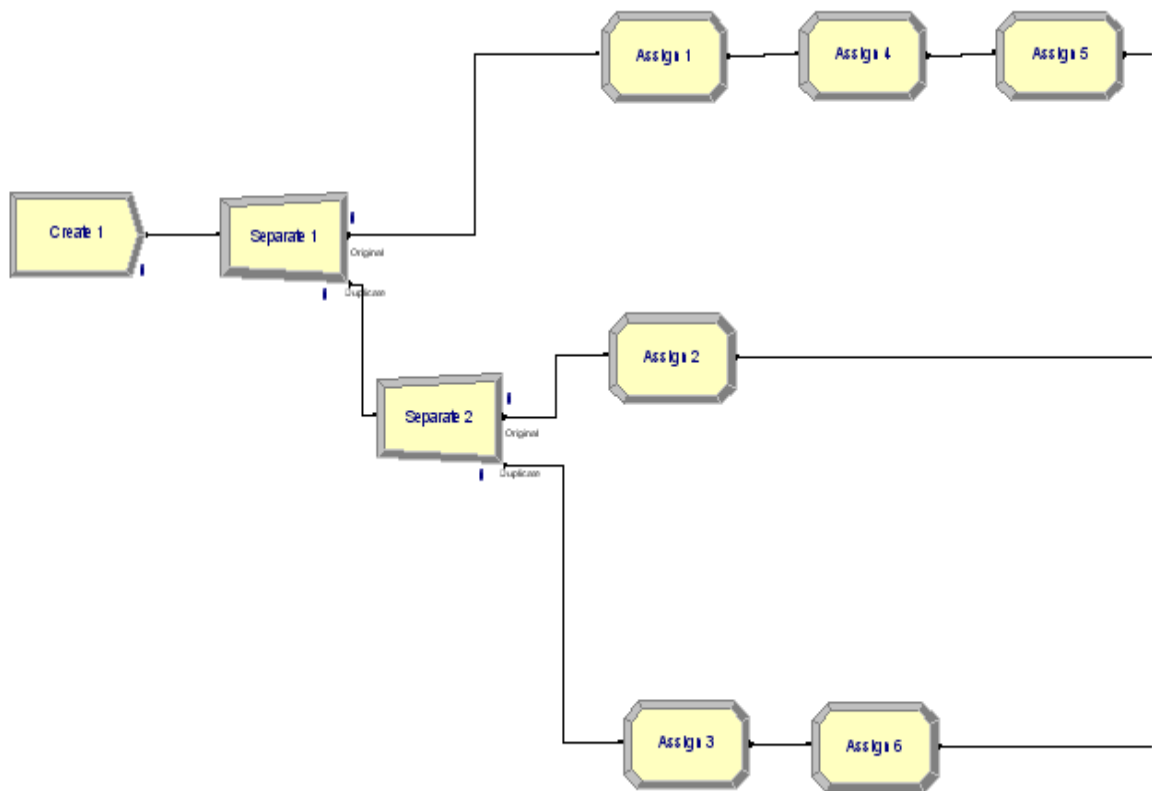 Assign 1
Assign 4
Assign 5
Create 1
Separate 1
Original
Duplicate
Assign 2
Separate 2
Original
Duplicate
Assign 3
Assign 6